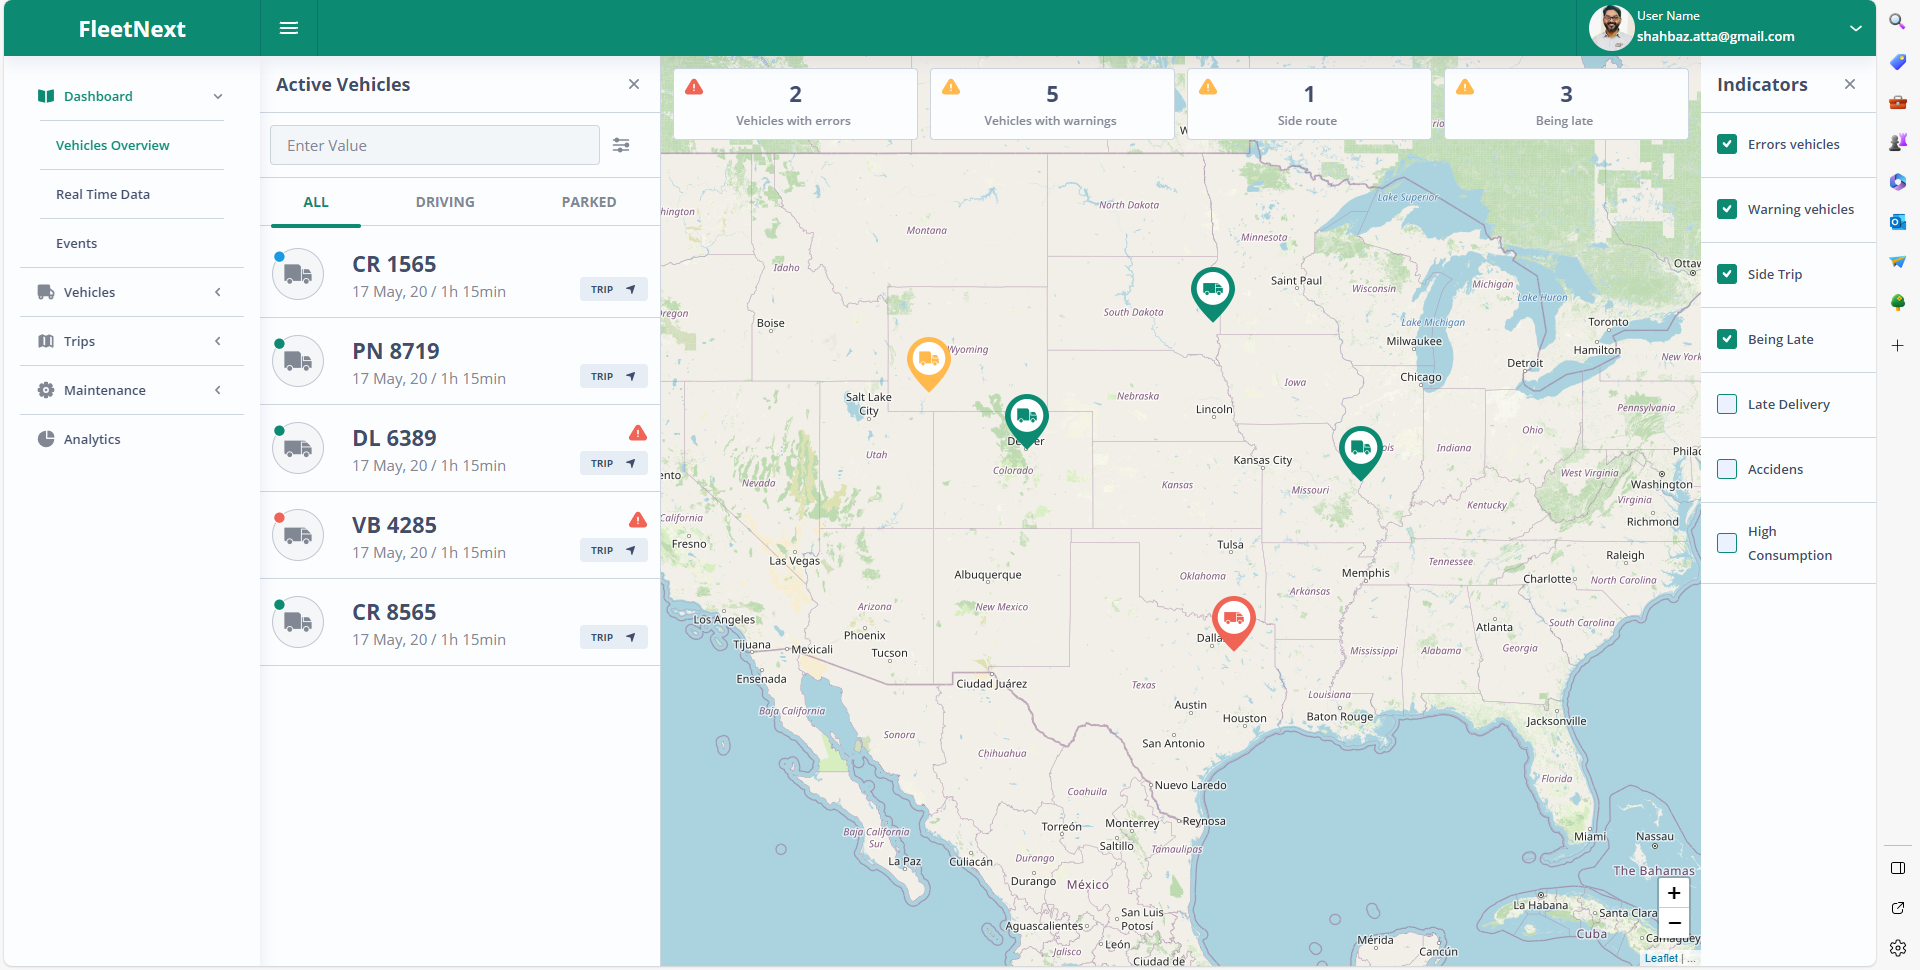 FleetNext
User Name
shahbaz.atta@gmail.com
Dashboard
Vehicles Overview
Real Time Data
Events
Vehicles
Trips
Maintenance
Analytics
Active Vehicles
Enter Value
ALL
DRIVING
PARKED
CR 1565
17 May, 20 / 1h 15min
TRIP
PN 8719
17 May, 20 / 1h 15min
TRIP
DL 6389
17 May, 20 / 1h 15min
TRIP
VB 4285
17 May, 20 / 1h 15min
TRIP
CR 8565
17 May, 20 / 1h 15min
TRIP
2
Vehicles with errors
5
Vehicles with warnings
1
Side route
3
Being late
Lake Superior
North Dakota
hington
Montana
Minnesota
Ottaw
Idaho
Saint Paul
Wisconsin
Michigan
Lake Huron
South Dakota
regon
Boise
Lake Michigan
Toronto
Milwaukee
Hamilton
Wyoming
New York
Detroit
Chicago
Iowa
Salt Lake
City
Nebraska
Lincoln
Pennsylvania
Ohio
Denver
Utah
Indiana
Philad
Kansas City
Colorado
West Virginia
ento
Nevada
Kansas
Missouri
Washington
Virginia
Kentucky
California
Richmond
Fresno
Tulsa
Las Vegas
Raleigh
Tennessee
Albuquerque
Oklahoma
Memphis
Charlotte
North Carolina
Arkansas
Arizona
New Mexico
Los Angeles
South Carolina
Atlanta
Phoenix
Dalla
Tijuana
Mexicali
Tucson
Mississippi
Alabama
Georgia
Ensenada
Ciudad Juárez
Texas
Louisiana
Austin
Houston
Baton Rouge
Jacksonville
Baja California
Sonora
San Antonio
Chihuahua
Florida
Nuevo Laredo
Coahuila
Reynosa
Torreón
Monterrey
Baja California
Sur
Miami
Nassau
Saltillo
Tamaulipas
La Paz
Culiacán
Durango
The Bahamas
Durango
México
La Habana
San Luis
Potosí
Santa Clara
Aguascalientes
Cuba
Camagüey
León
Mérida
Jalisco
Cancún
Ciudad de
+
−
Leaflet | ...
Indicators
Errors vehicles
Warning vehicles
Side Trip
Being Late
Late Delivery
Accidens
High
Consumption